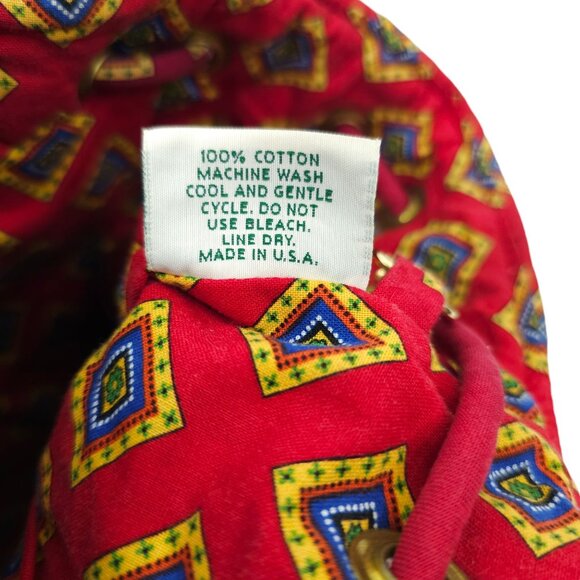 100% COTTON
MACHINE WASH
COOL AND GENTLE
CYCLE. DO NOT
USE BLEACH.
LINE DRY.
MADE IN U.S.A.